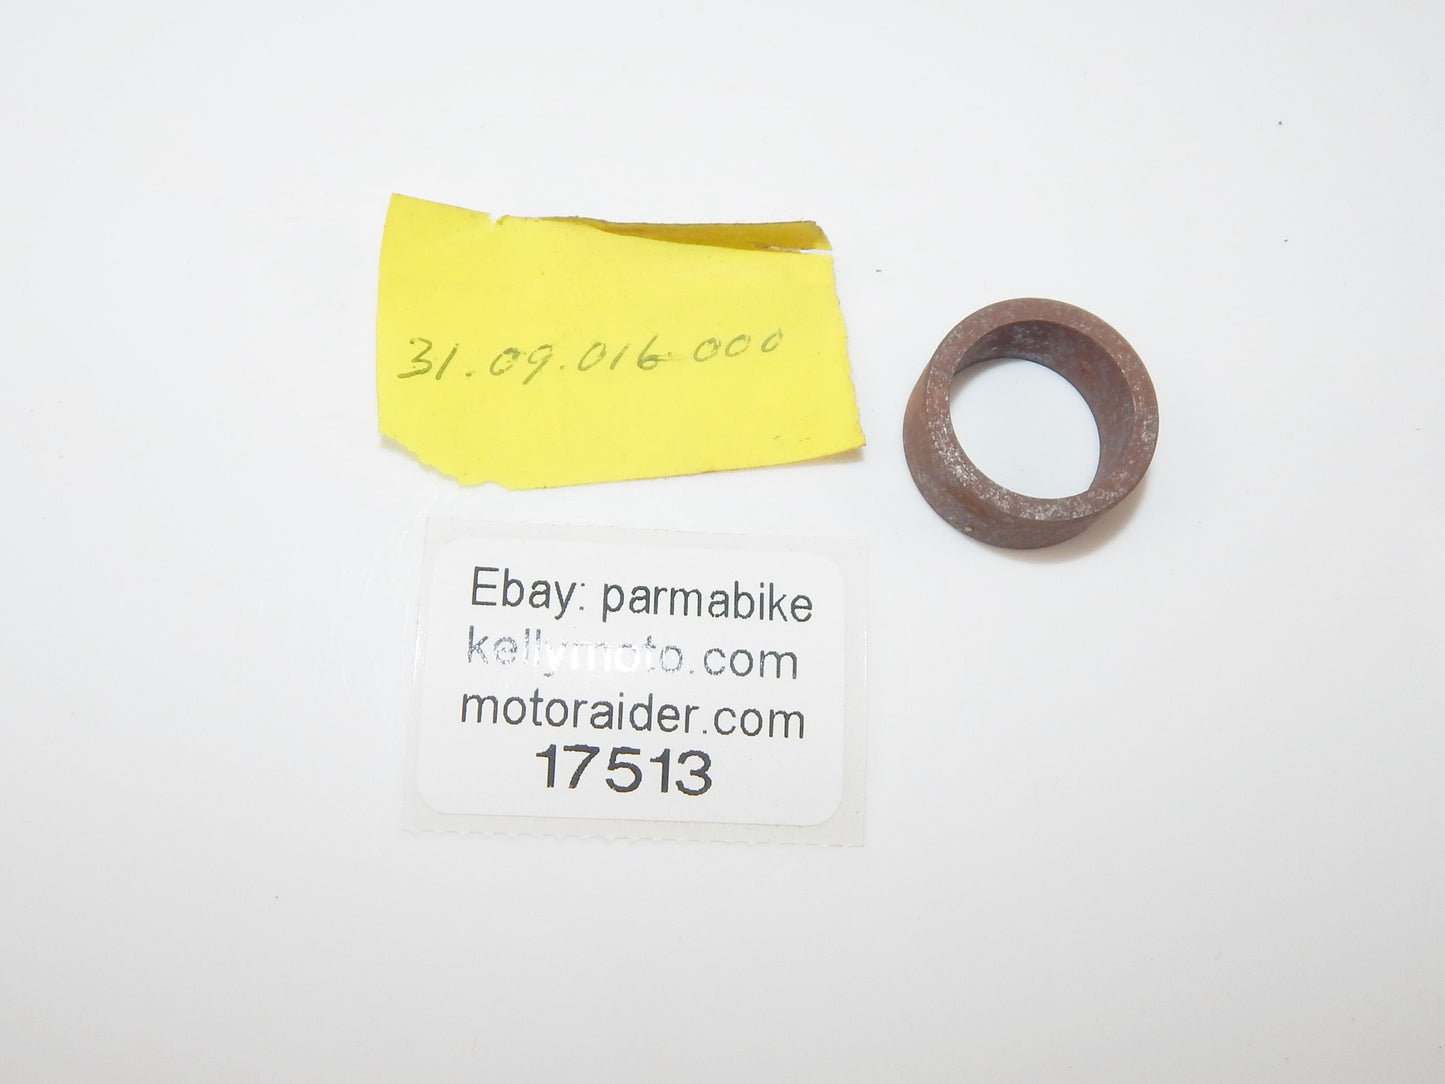 31.09.016 000
Ebay: parmabike
kellymoto.com
motoraider.com
17513